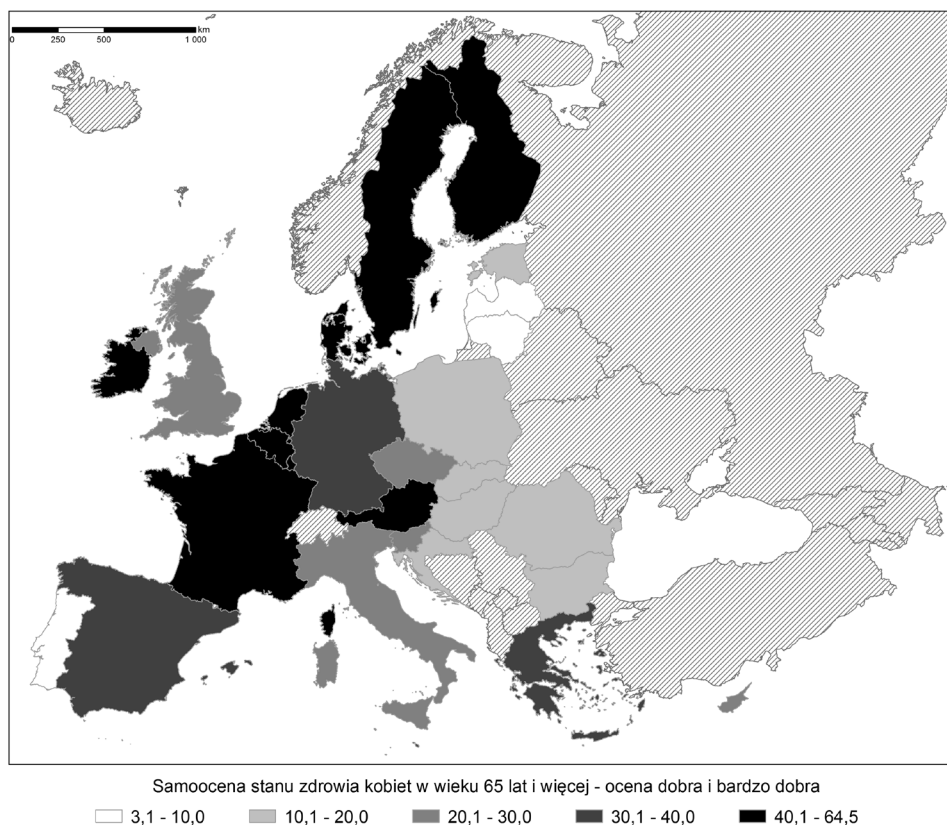 km
0 250 500 1 000
Samoocena stanu zdrowia kobiet w wieku 65 lat i więcej - ocena dobra i bardzo dobra
3,1 - 10,0 10,1 - 20,0 20,1 - 30,0 30,1 - 40,0 40,1 - 64,5